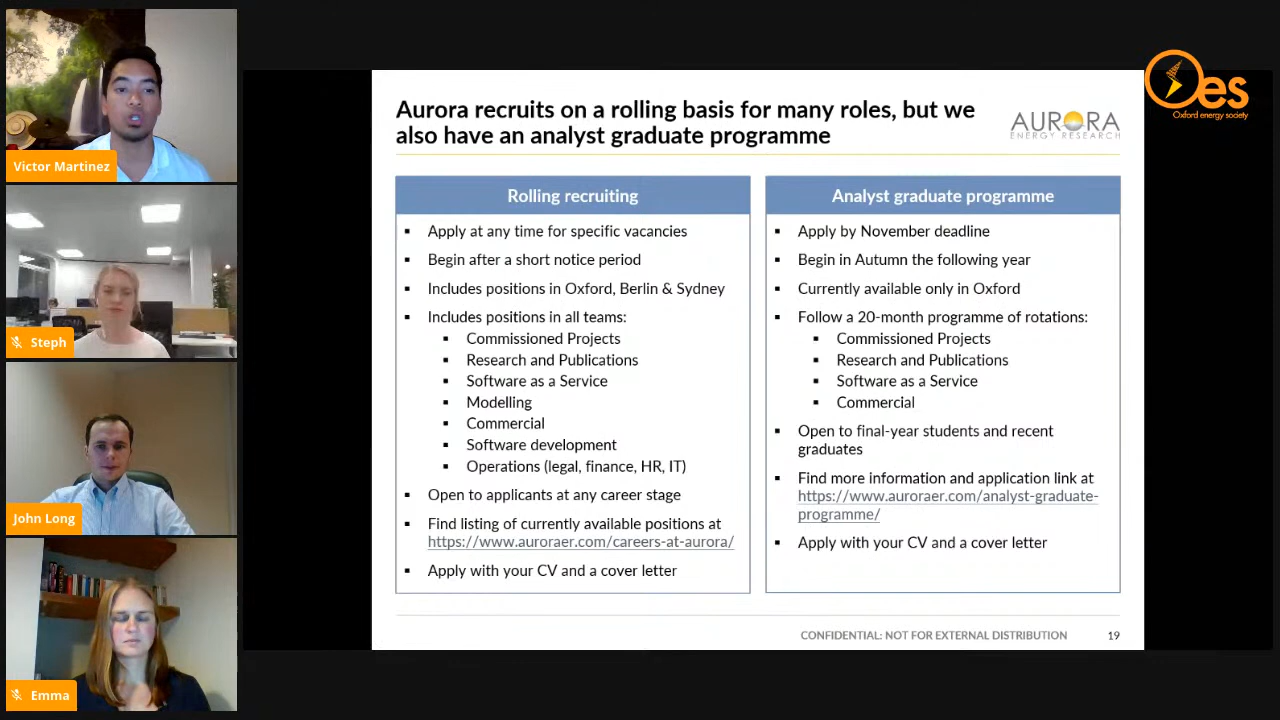 Victor Martinez
Steph
John Long
Emma
Oes
Oxford energy society
Aurora recruits on a rolling basis for many roles, but we
also have an analyst graduate programme
AURORA
ENERGY RESEARCH
Rolling recruiting
▪ Apply at any time for specific vacancies
▪ Begin after a short notice period
▪ Includes positions in Oxford, Berlin & Sydney
▪ Includes positions in all teams:
▪ Commissioned Projects
▪ Research and Publications
▪ Software as a Service
▪ Modelling
▪ Commercial
▪ Software development
▪ Operations (legal, finance, HR, IT)
▪ Open to applicants at any career stage
▪ Find listing of currently available positions at
https://www.auroraer.com/careers-at-aurora/
▪ Apply with your CV and a cover letter
Analyst graduate programme
▪ Apply by November deadline
▪ Begin in Autumn the following year
▪ Currently available only in Oxford
▪ Follow a 20-month programme of rotations:
▪ Commissioned Projects
▪ Research and Publications
▪ Software as a Service
▪ Commercial
▪ Open to final-year students and recent
graduates
▪ Find more information and application link at
https://www.auroraer.com/analyst-graduate-
programme/
▪ Apply with your CV and a cover letter
CONFIDENTIAL: NOT FOR EXTERNAL DISTRIBUTION
19